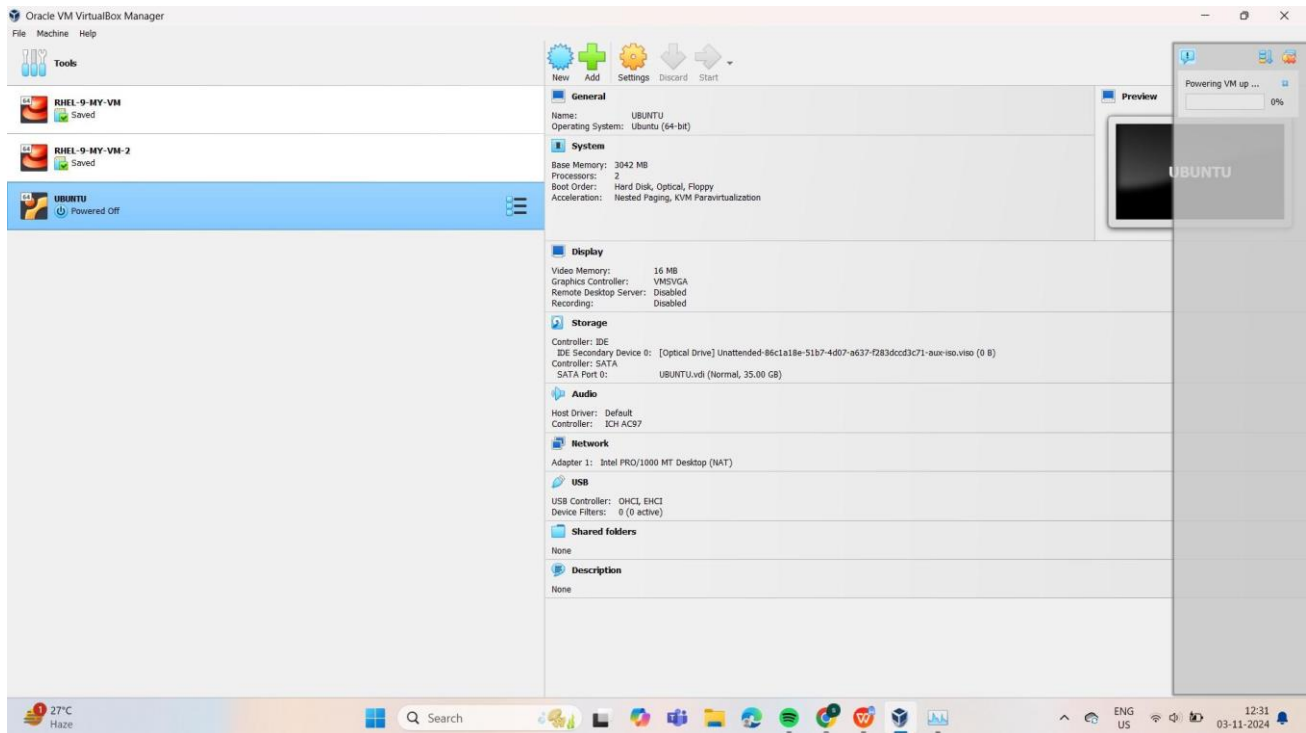 Oracle VM VirtualBox Manager
File Machine Help
Tools
New Add Settings Discard Start
64
RHEL-9-MY-VM
Saved
64
RHEL-9-MY-VM-2
Saved
64
UBUNTU
Powered Off
General
Name: UBUNTU
Operating System: Ubuntu (64-bit)
System
Base Memory: 3042 MB
Processors: 2
Boot Order: Hard Disk, Optical, Floppy
Acceleration: Nested Paging, KVM Paravirtualization
Preview
UBUNTU
Powering VM up ...
0%
Display
Video Memory: 16 MB
Graphics Controller: VMSVGA
Remote Desktop Server: Disabled
Recording: Disabled
Storage
Controller: IDE
IDE Secondary Device 0: [Optical Drive] Unattended-86c1a18e-51b7-4d07-a637-f283dccd3c71-aux-iso.viso (0 B)
Controller: SATA
SATA Port 0: UBUNTU.vdi (Normal, 35.00 GB)
Audio
Host Driver: Default
Controller: ICH AC97
Network
Adapter 1: Intel PRO/1000 MT Desktop (NAT)
USB
USB Controller: OHCI, EHCI
Device Filters: 0 (0 active)
Shared folders
None
Description
None
1
27°C
Haze
Search
ENG
US
12:31
03-11-2024